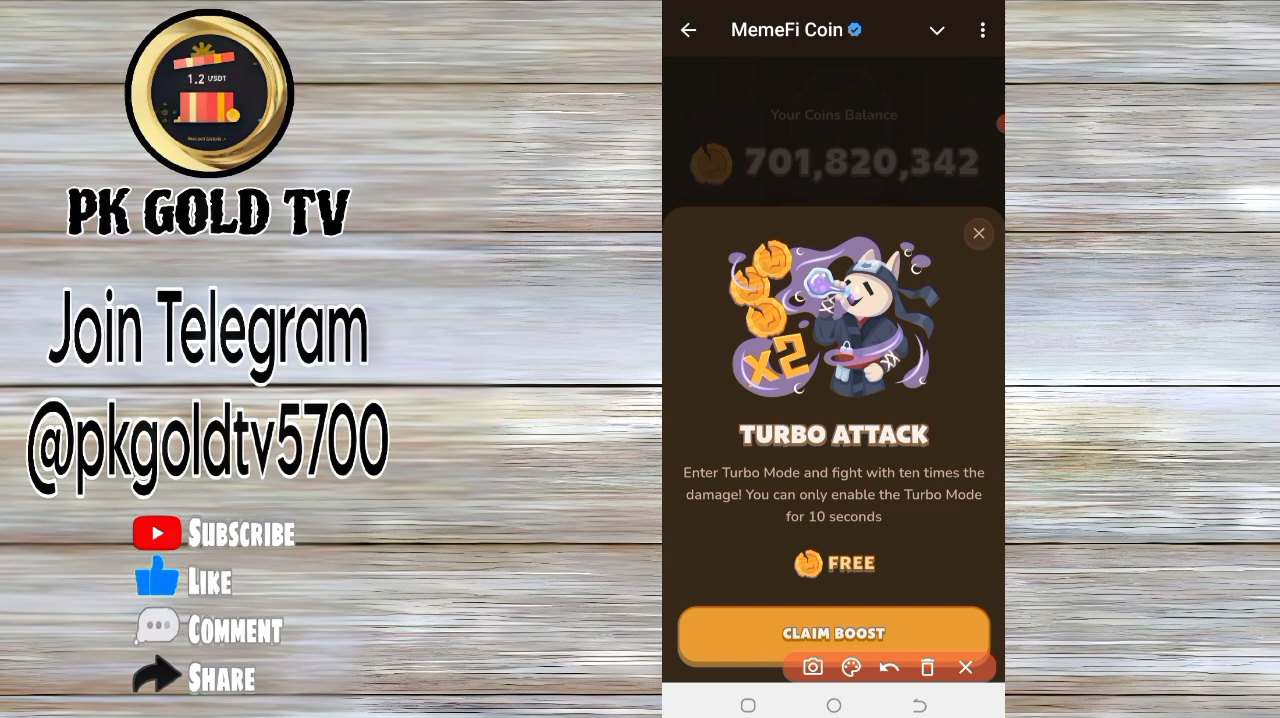 1.2 USDT
PK GOLD TV
Join Telegram
@pkgoldtv5700
SUBSCRIBE
LIKE
COMMENT
SHARE
MemeFi Coin
Your Coins Balance
701,820,342
x2
TURBO ATTACK
Enter Turbo Mode and fight with ten times the
damage! You can only enable the Turbo Mode
for 10 seconds
FREE
CLAIM BOOST